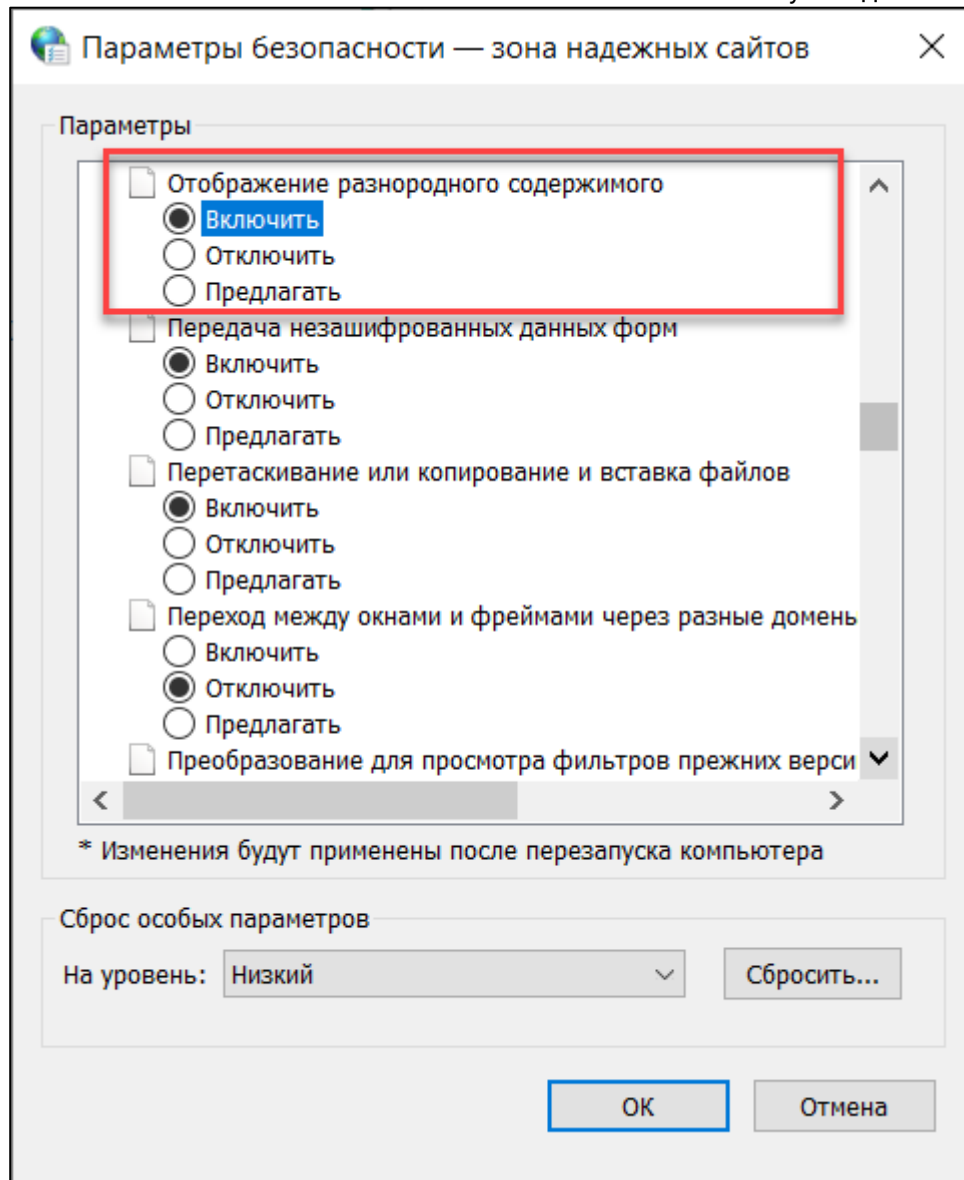 Параметры безопасности — зона надежных сайтов
Параметры
Отображение разнородного содержимого
Включить
Отключить
Предлагать
Передача незашифрованных данных форм
Включить
Отключить
Предлагать
Перетаскивание или копирование и вставка файлов
Включить
Отключить
Предлагать
Переход между окнами и фреймами через разные домены
Включить
Отключить
Предлагать
Преобразование для просмотра фильтров прежних верси
* Изменения будут применены после перезапуска компьютера
Сброс особых параметров
На уровень: Низкий Сбросить...
ОК Отмена